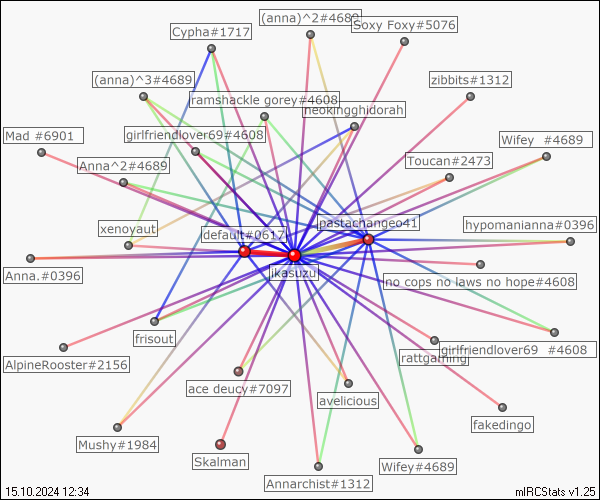 (anna)^2#4689
Soxy Foxy#5076
Cypha#1717
(anna)^3#4689
zibbits#1312
ramshackle gorey#4608
neokingghidorah
Mad #6901
girlfriendlover69#4608
Wifey #4689
Anna^2#4689
Toucan#2473
xenoyaut
default#0617
pastachangeo41
hypomanianna#0396
Anna.#0396
jikasuzu
no cops no laws no hope#4608
frisout
AlpineRooster#2156
rattgaming
girlfriendlover69 #4608
ace deucy#7097
avelicious
fakedingo
Mushy#1984
Skalman
Annarchist#1312
Wifey#4689
15.10.2024 12:34
mIRCStats v1.25